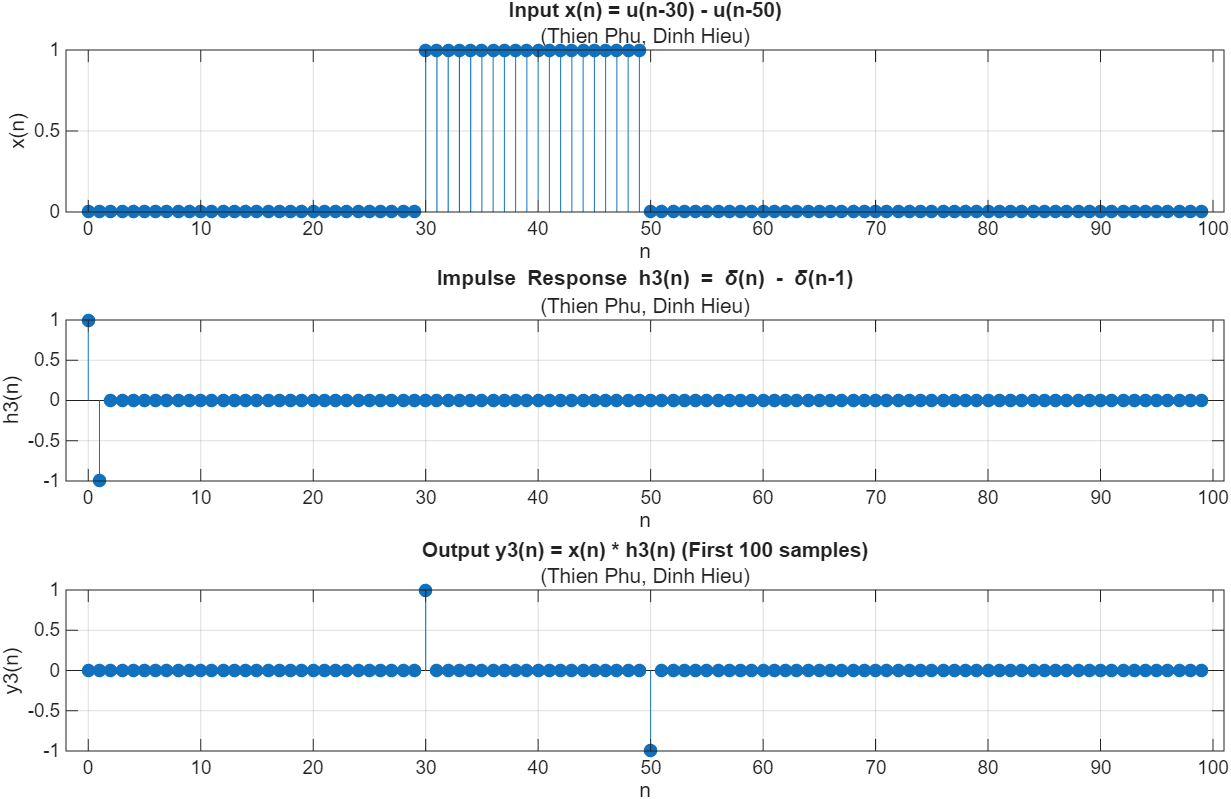 Input x(n) = u(n-30) - u(n-50)
(Thien Phu, Dinh Hieu)
1
0.5
0
x(n)
0 10 20 30 40 50 60 70 80 90 100
n
Impulse Response h3(n) = δ(n) - δ(n-1)
(Thien Phu, Dinh Hieu)
1
0.5
0
-0.5
-1
h3(n)
0 10 20 30 40 50 60 70 80 90 100
n
Output y3(n) = x(n) * h3(n) (First 100 samples)
(Thien Phu, Dinh Hieu)
1
0.5
0
-0.5
-1
y3(n)
0 10 20 30 40 50 60 70 80 90 100
n